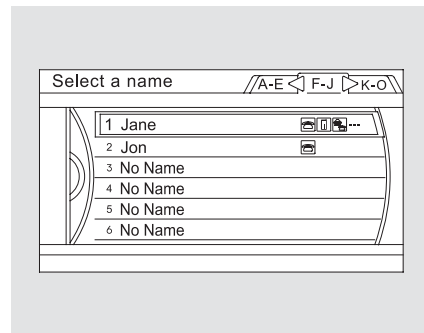 Select a name A-E F-J K-O
1 Jane ---
2 Jon
3 No Name
4 No Name
5 No Name
6 No Name